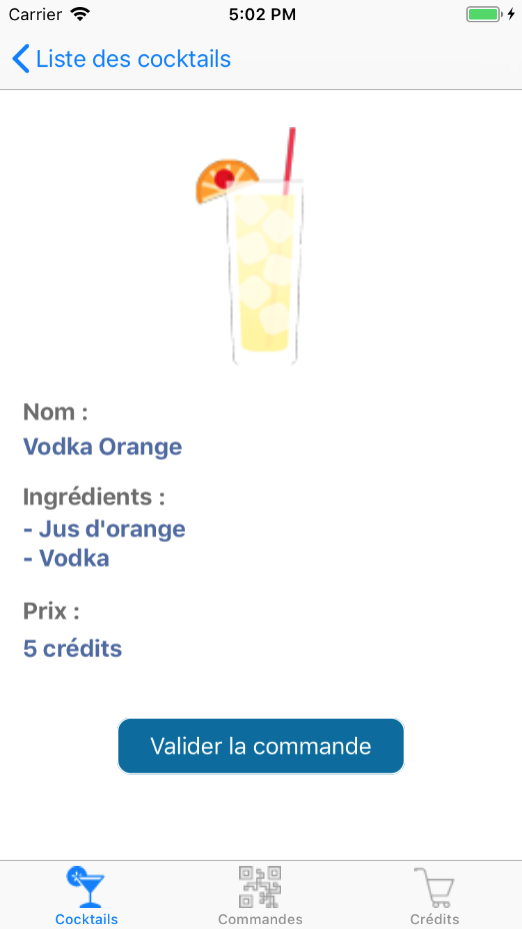 Carrier 5:02 PM
Liste des cocktails
Nom :
Vodka Orange
Ingrédients :
- Jus d'orange
- Vodka
Prix :
5 crédits
Valider la commande
Cocktails Commandes Crédits